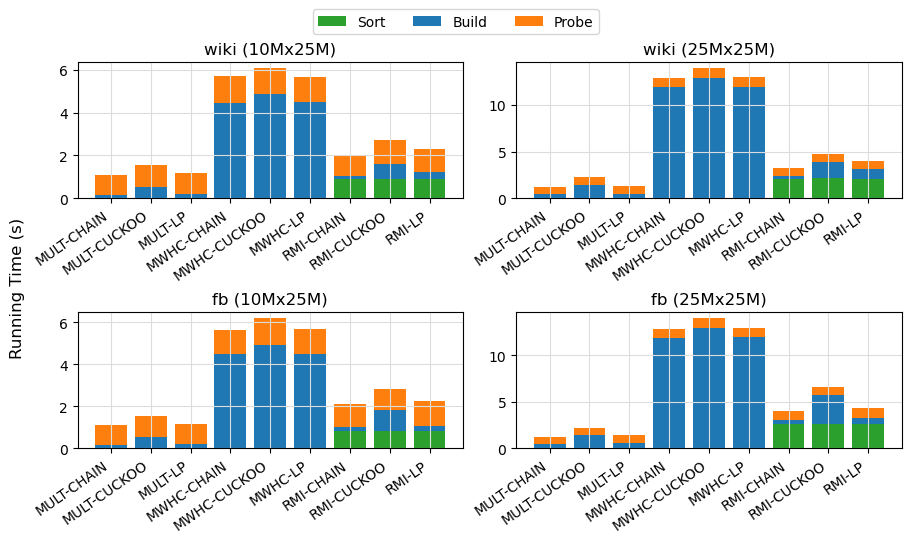 Sort Build Probe
wiki (10Mx25M)
wiki (25Mx25M)
Running Time (s)
6
4
2
0
MULT-CHAIN
MULT-CUCKOO
MULT-LP
MWHC-CHAIN
MWHC-CUCKOO
MWHC-LP
RMI-CHAIN
RMI-CUCKOO
RMI-LP
10
5
0
MULT-CHAIN
MULT-CUCKOO
MULT-LP
MWHC-CHAIN
MWHC-CUCKOO
MWHC-LP
RMI-CHAIN
RMI-CUCKOO
RMI-LP
fb (10Mx25M)
fb (25Mx25M)
6
4
2
0
MULT-CHAIN
MULT-CUCKOO
MULT-LP
MWHC-CHAIN
MWHC-CUCKOO
MWHC-LP
RMI-CHAIN
RMI-CUCKOO
RMI-LP
10
5
0
MULT-CHAIN
MULT-CUCKOO
MULT-LP
MWHC-CHAIN
MWHC-CUCKOO
MWHC-LP
RMI-CHAIN
RMI-CUCKOO
RMI-LP